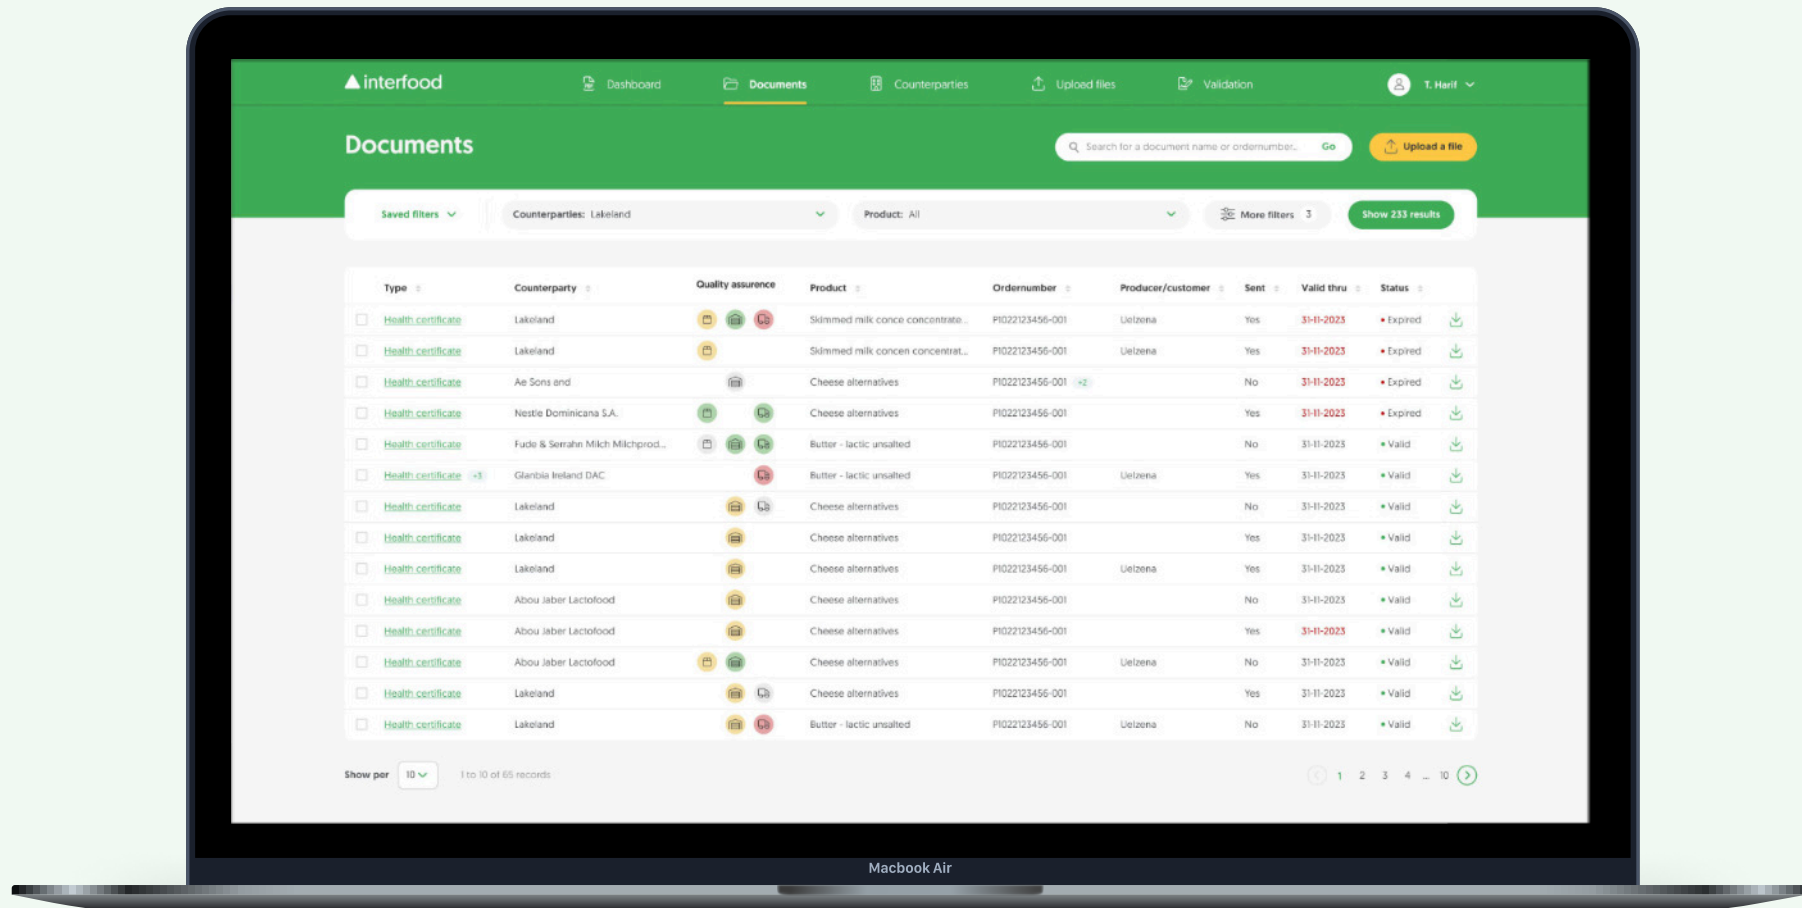 interfood Dashboard Documents Counterparties Upload files Validation T. Harif
Documents Search for a document name or ordernumber.. Go Upload a file
Saved filters Counterparties: Lakeland Product: All More filters 3 Show 233 results
Type Counterparty Quality assurence Product Ordernumber Producer/customer Sent Valid thru Status
Health certificate Lakeland Skimmed milk conce concentrate... P1022123456-001 Uelzena Yes 31-11-2023 Expired
Health certificate Lakeland Skimmed milk concen concentrat... P1022123456-001 Uelzena Yes 31-11-2023 Expired
Health certificate Ae Sons and Cheese alternatives P1022123456-001 +2 No 31-11-2023 Expired
Health certificate Nestle Dominicana S.A. Cheese alternatives P1022123456-001 Yes 31-11-2023 Expired
Health certificate Fude & Serrahn Milch Milchprod... Butter - lactic unsalted P1022123456-001 No 31-11-2023 Valid
Health certificate +3 Glanbia Ireland DAC Butter - lactic unsalted P1022123456-001 Uelzena Yes 31-11-2023 Valid
Health certificate Lakeland Cheese alternatives P1022123456-001 No 31-11-2023 Valid
Health certificate Lakeland Cheese alternatives P1022123456-001 Yes 31-11-2023 Valid
Health certificate Lakeland Cheese alternatives P1022123456-001 Uelzena Yes 31-11-2023 Valid
Health certificate Abou Jaber Lactofood Cheese alternatives P1022123456-001 No 31-11-2023 Valid
Health certificate Abou Jaber Lactofood Cheese alternatives P1022123456-001 Yes 31-11-2023 Valid
Health certificate Abou Jaber Lactofood Cheese alternatives P1022123456-001 Uelzena No 31-11-2023 Valid
Health certificate Lakeland Cheese alternatives P1022123456-001 Yes 31-11-2023 Valid
Health certificate Lakeland Butter - lactic unsalted P1022123456-001 Uelzena No 31-11-2023 Valid
Show per 10 1 to 10 of 65 records 1 2 3 4 ... 10
Macbook Air